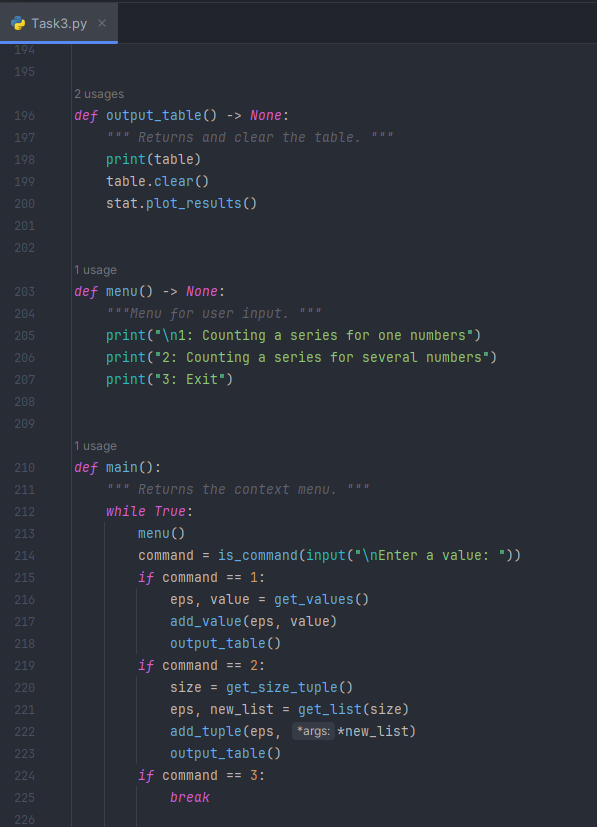 Task3.py ×
194
195
2 usages
196 def output_table() -> None:
197     """ Returns and clear the table. """
198     print(table)
199     table.clear()
200     stat.plot_results()
201
202
1 usage
203 def menu() -> None:
204     """Menu for user input. """
205     print("\n1: Counting a series for one numbers")
206     print("2: Counting a series for several numbers")
207     print("3: Exit")
208
209
1 usage
210 def main():
211     """ Returns the context menu. """
212     while True:
213         menu()
214         command = is_command(input("\nEnter a value: "))
215         if command == 1:
216             eps, value = get_values()
217             add_value(eps, value)
218             output_table()
219         if command == 2:
220             size = get_size_tuple()
221             eps, new_list = get_list(size)
222             add_tuple(eps, *args: *new_list)
223             output_table()
224         if command == 3:
225             break
226